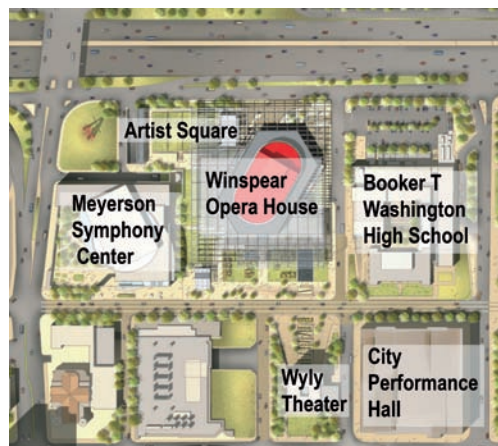 Artist Square
Winspear
Opera House
Booker T
Washington
High School
Meyerson
Symphony
Center
Wyly
Theater
City
Performance
Hall